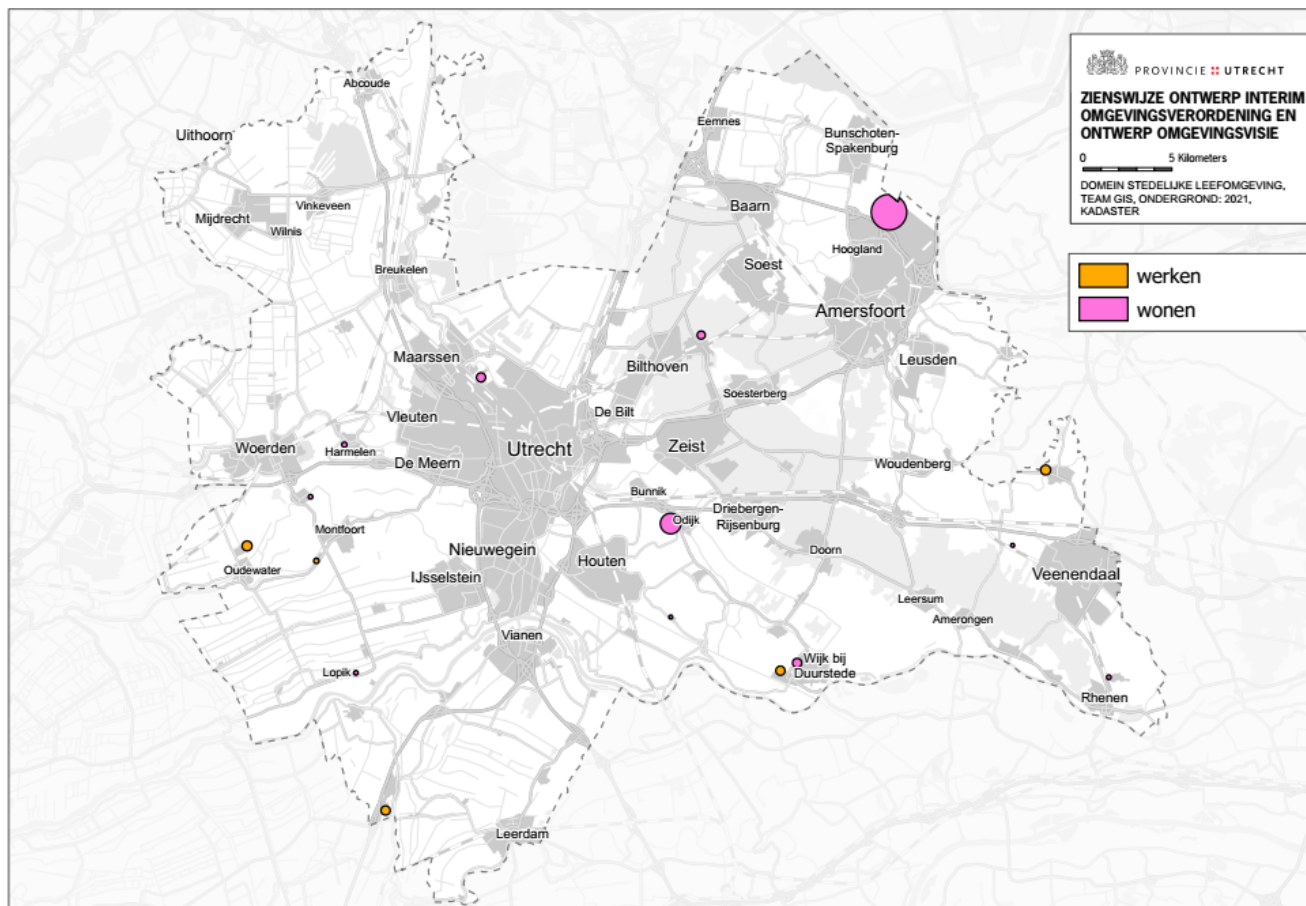 PROVINCIE UTRECHT
ZIENSWIJZE ONTWERP INTERIM
OMGEVINGSVERORDENING EN
ONTWERP OMGEVINGSVISIE
0 5 Kilometers
DOMEIN STEDELIJKE LEEFOMGEVING,
TEAM GIS, ONDERGROND: 2021,
KADASTER
werken
wonen
Abcoude
Uithoorn
Eemnes
Bunschoten-
Spakenburg
Mijdrecht
Vinkeveen
Wilnis
Baarn
Hoogland
Breukelen
Soest
Amersfoort
Maarssen
Bilthoven
Leusden
Soesterberg
Vleuten
De Bilt
Woerden
Harmelen
Utrecht
Zeist
De Meern
Woudenberg
Bunnik
Montfoort
Odijk
Driebergen-
Rijsenburg
Nieuwegein
Doorn
Oudewater
IJsselstein
Houten
Veenendaal
Leersum
Amerongen
Vianen
Lopik
Wijk bij
Duurstede
Rhenen
Leerdam